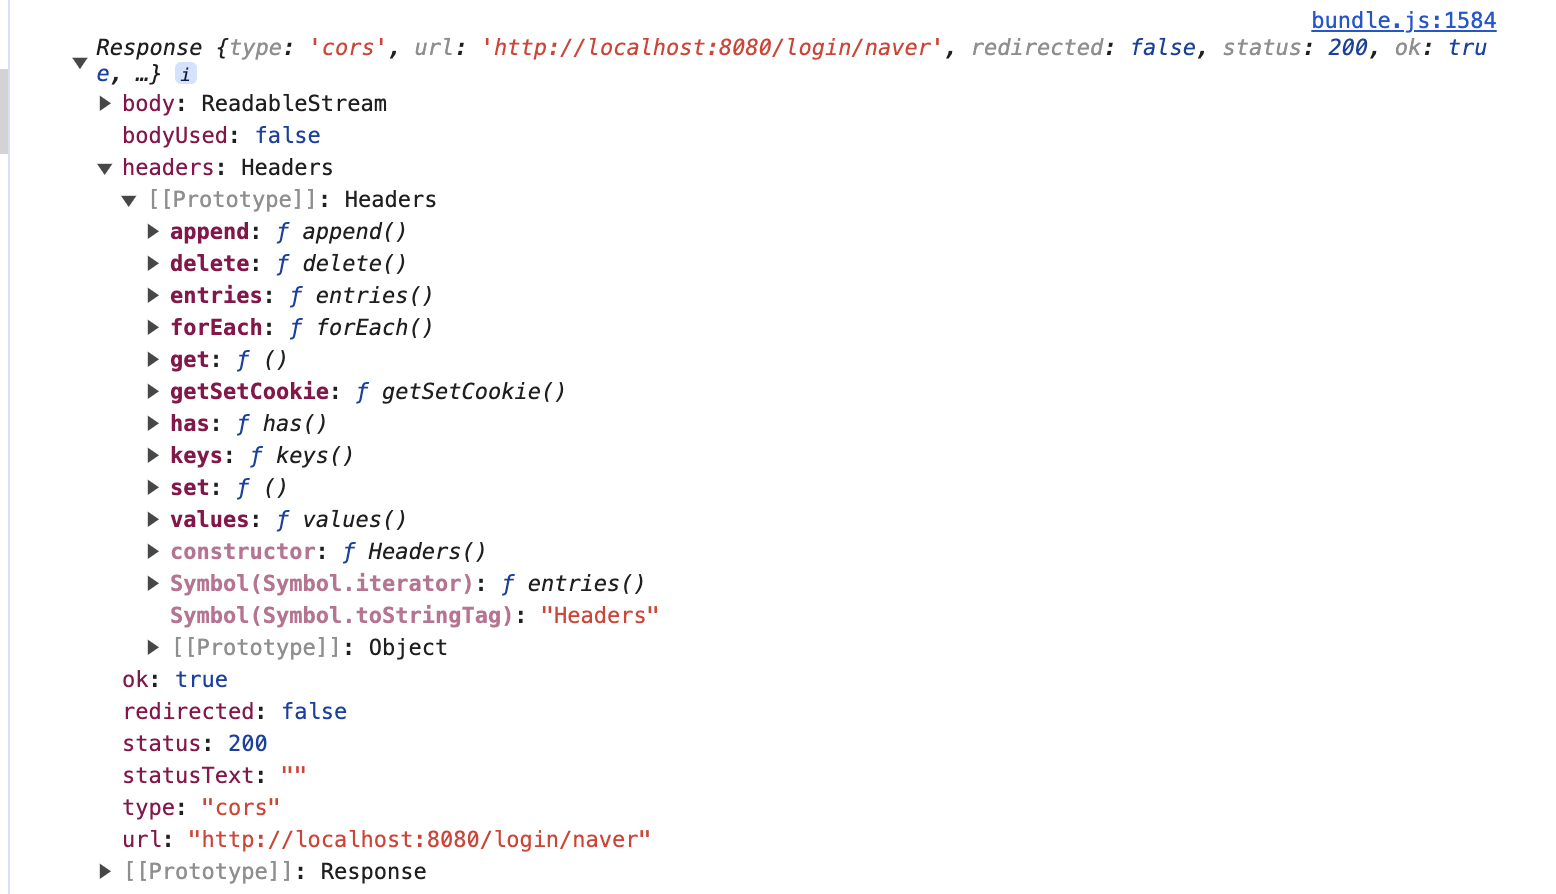 bundle.js:1584
Response {type: 'cors', url: 'http://localhost:8080/login/naver', redirected: false, status: 200, ok: tru
e, …} i
body: ReadableStream
bodyUsed: false
headers: Headers
[[Prototype]]: Headers
append: ƒ append()
delete: ƒ delete()
entries: ƒ entries()
forEach: ƒ forEach()
get: ƒ ()
getSetCookie: ƒ getSetCookie()
has: ƒ has()
keys: ƒ keys()
set: ƒ ()
values: ƒ values()
constructor: ƒ Headers()
Symbol(Symbol.iterator): ƒ entries()
Symbol(Symbol.toStringTag): "Headers"
[[Prototype]]: Object
ok: true
redirected: false
status: 200
statusText: ""
type: "cors"
url: "http://localhost:8080/login/naver"
[[Prototype]]: Response